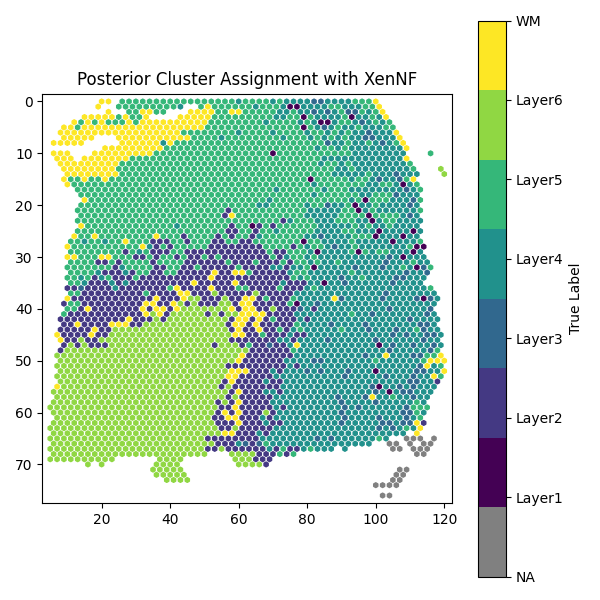 Posterior Cluster Assignment with XenNF
0
10
20
30
40
50
60
70
20
40
60
80
100
120
WM
Layer6
Layer5
Layer4
Layer3
Layer2
Layer1
NA
True Label